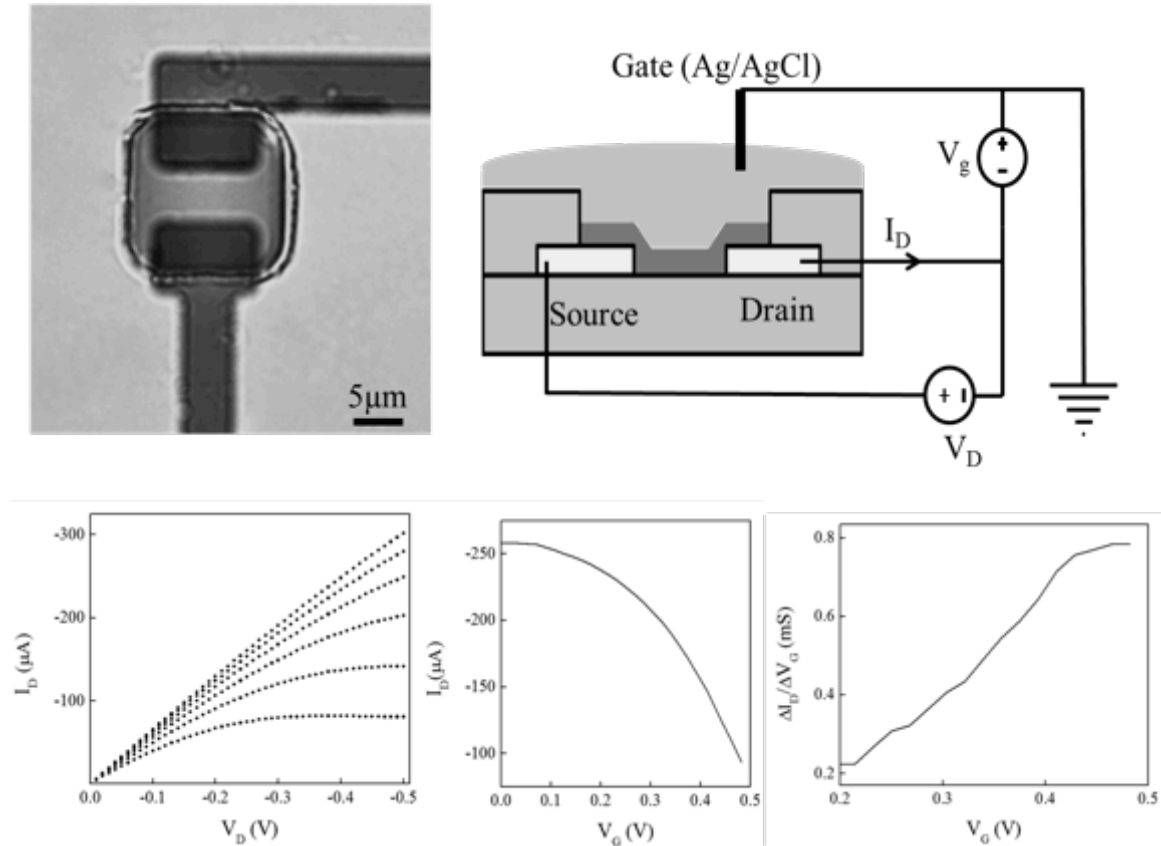 5μm
Gate (Ag/AgCl)
+
-
V_g
I_D
Source
Drain
+ -
V_D
I_D (μA)
-300
-200
-100
0.0 -0.1 -0.2 -0.3 -0.4 -0.5
V_D (V)
I_D(μA)
-250
-200
-150
-100
0.0 0.1 0.2 0.3 0.4 0.5
V_G (V)
ΔI_D/ΔV_G (mS)
0.8
0.6
0.4
0.2
0.2 0.3 0.4 0.5
V_G (V)